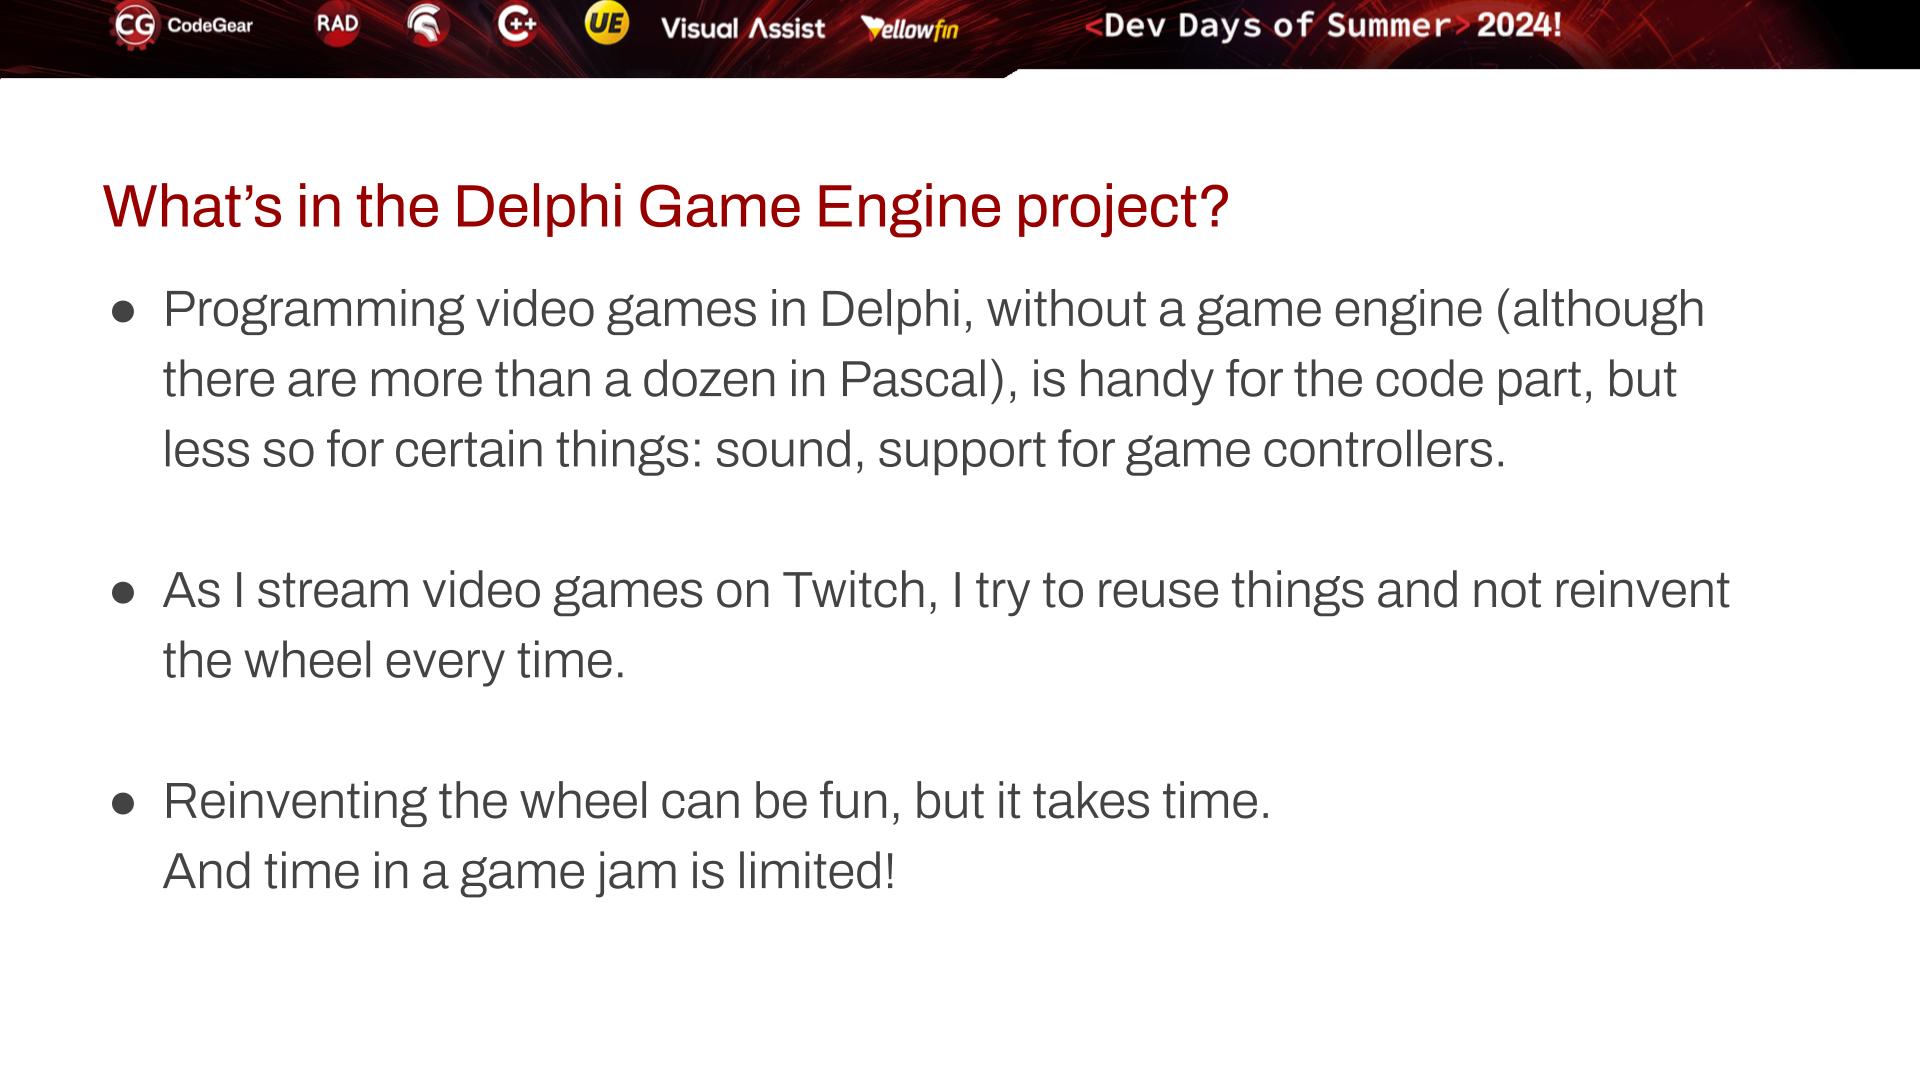 CG CodeGear RAD C++ UE Visual Assist Yellowfin <Dev Days of Summer> 2024!
What’s in the Delphi Game Engine project?
● Programming video games in Delphi, without a game engine (although
there are more than a dozen in Pascal), is handy for the code part, but
less so for certain things: sound, support for game controllers.
● As I stream video games on Twitch, I try to reuse things and not reinvent
the wheel every time.
● Reinventing the wheel can be fun, but it takes time.
And time in a game jam is limited!